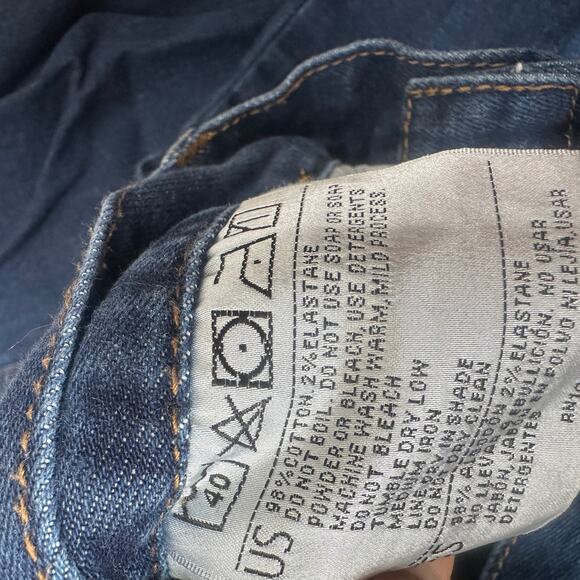 40
US
98% COTTON 2% ELASTANE
DO NOT BOIL DO NOT USE SOAP OR SOAP
POWDER OR BLEACH. USE DETERGENTS
MACHINE WASH WARM, MILD PROCESS.
DO NOT BLEACH
TUMBLE DRY LOW
MEDIUM IRON
LINE DRY IN SHADE
DO NOT DRY CLEAN
98% 2% ELASTANE
NO LLEVAR NO USAR
JABÓN, JABÓN
DETERGENTES EN POLVO NI LEJÍA, USAR